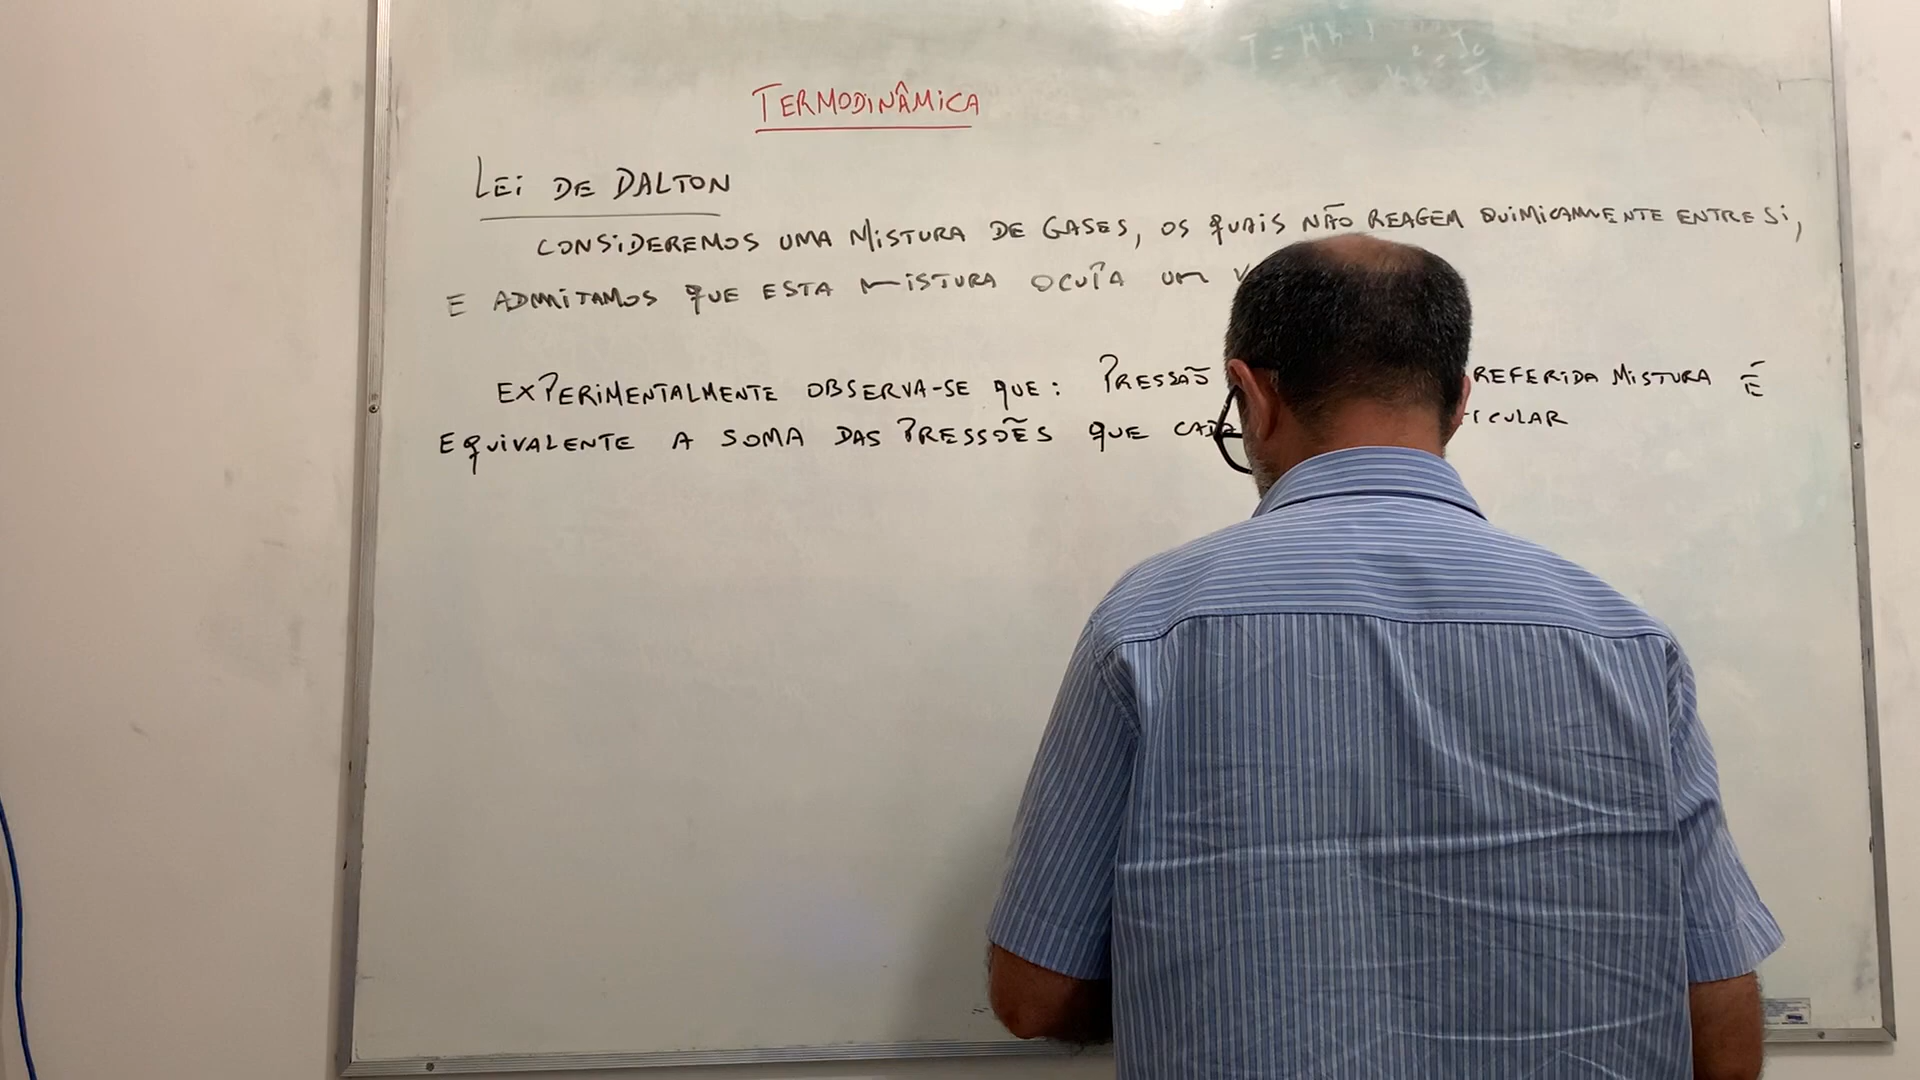 TERMODINÂMICA
LEI DE DALTON
CONSIDEREMOS UMA MISTURA DE GASES, OS QUAIS NÃO REAGEM QUIMICAMENTE ENTRE SI,
E ADMITAMOS QUE ESTA MISTURA OCUPA UM
EXPERIMENTALMENTE OBSERVA-SE QUE: PRESSÃO REFERIDA MISTURA É
EQUIVALENTE A SOMA DAS PRESSÕES QUE CADA